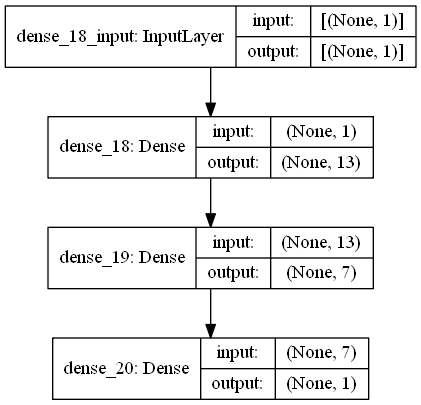 dense_18_input: InputLayer input: [(None, 1)]
output: [(None, 1)]
dense_18: Dense input: (None, 1)
output: (None, 13)
dense_19: Dense input: (None, 13)
output: (None, 7)
dense_20: Dense input: (None, 7)
output: (None, 1)